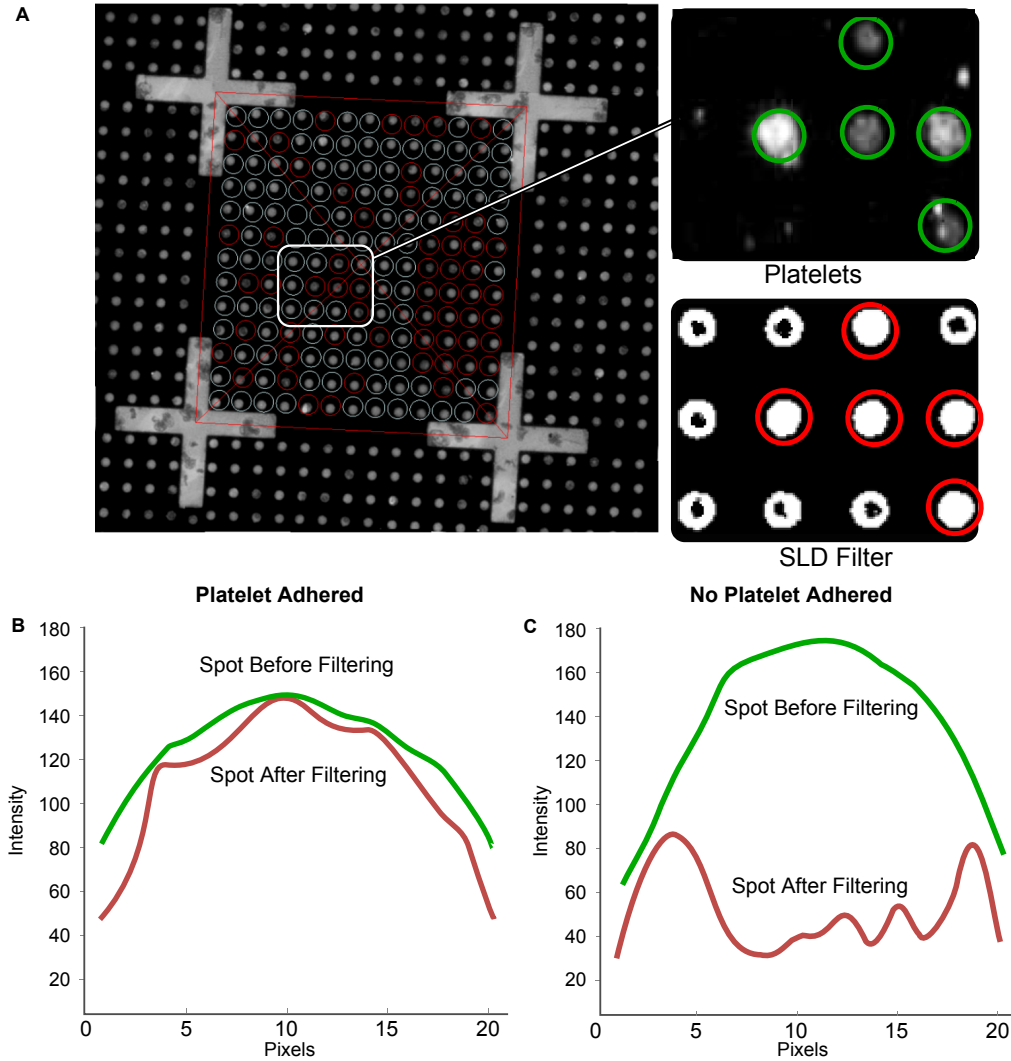 A
Platelets
SLD Filter
Platelet Adhered
No Platelet Adhered
B
180
160
140
120
100
80
60
40
20
Intensity
Spot Before Filtering
Spot After Filtering
0
5
10
15
20
Pixels
C
180
160
140
120
100
80
60
40
20
Intensity
Spot Before Filtering
Spot After Filtering
0
5
10
15
20
Pixels